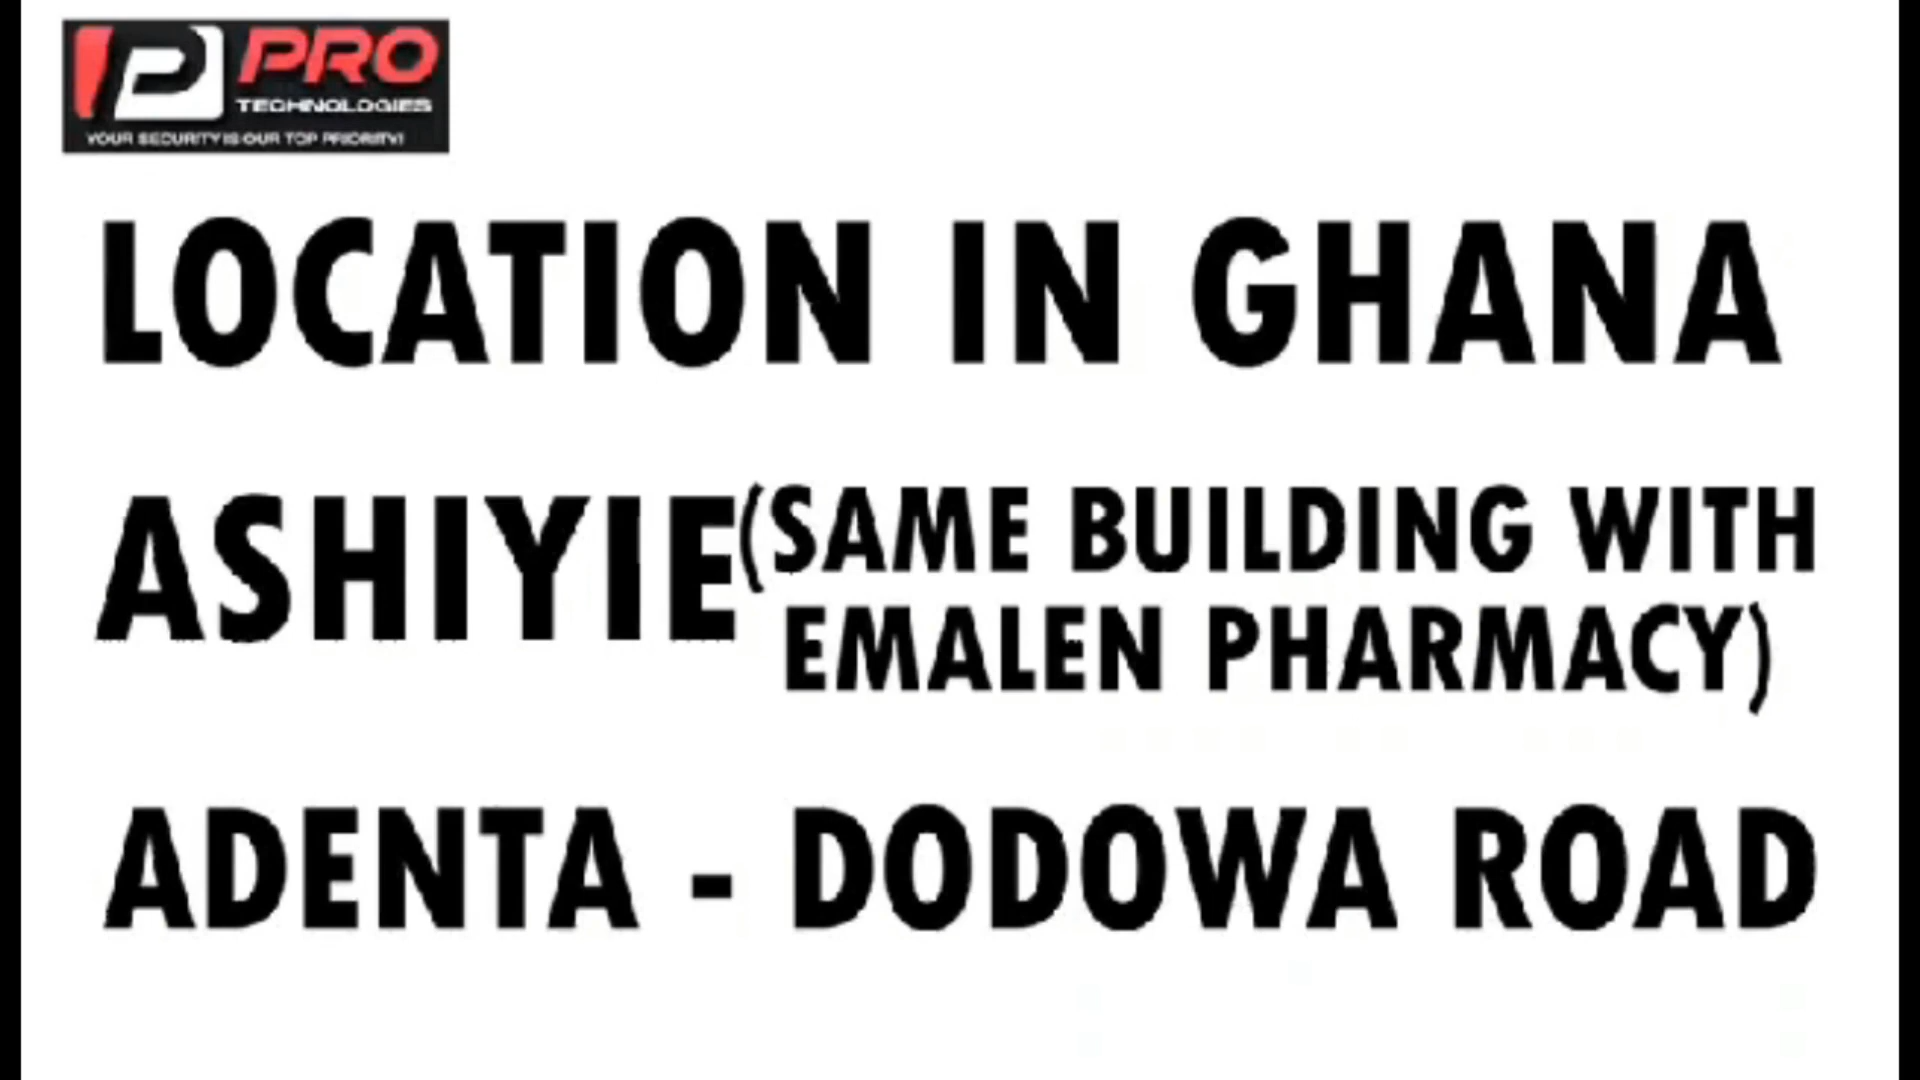 PRO
TECHNOLOGIES
YOUR SECURITY IS OUR TOP PRIORITY!
LOCATION IN GHANA
ASHIYIE (SAME BUILDING WITH
EMALEN PHARMACY)
ADENTA - DODOWA ROAD